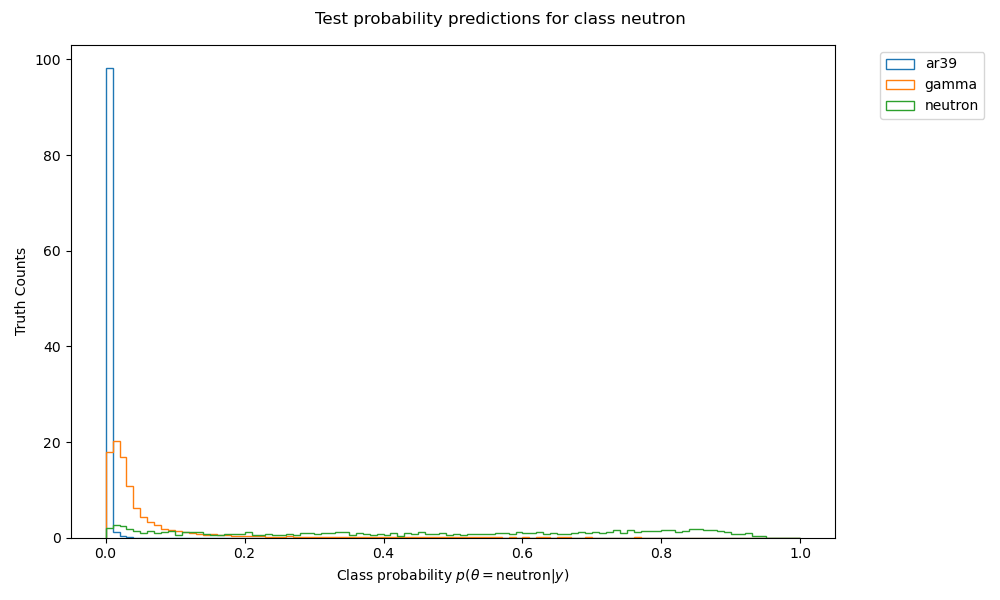 Test probability predictions for class neutron
ar39
gamma
neutron
100
80
60
40
20
0
Truth Counts
0.0 0.2 0.4 0.6 0.8 1.0
Class probability p(θ = neutron|y)